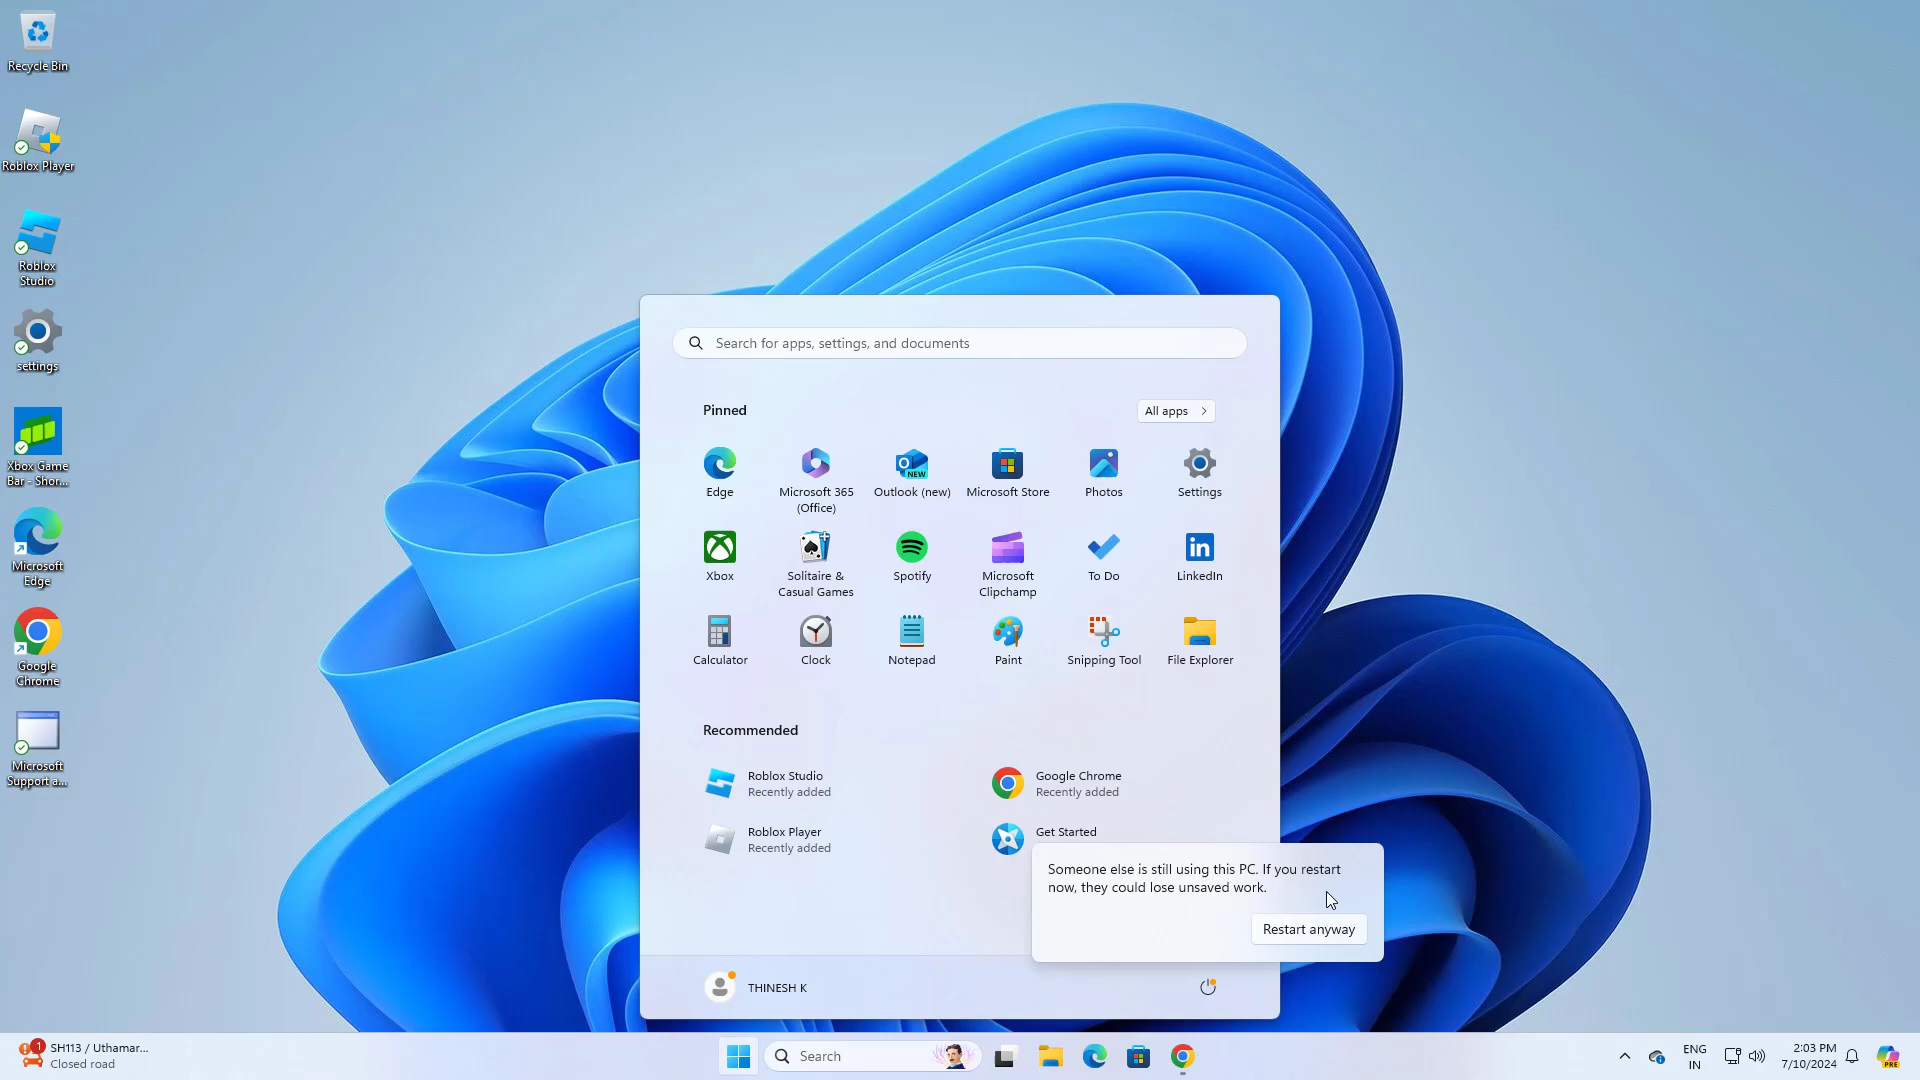 Recycle Bin
Roblox Player
Roblox
Studio
settings
Xbox Game
Bar - Shor...
Microsoft
Edge
Google
Chrome
Microsoft
Support a...
Search for apps, settings, and documents
Pinned
All apps
Edge
Microsoft 365
(Office)
NEW
Outlook (new)
Microsoft Store
Photos
Settings
Xbox
Solitaire &
Casual Games
Spotify
Microsoft
Clipchamp
To Do
in
LinkedIn
Calculator
Clock
Notepad
Paint
Snipping Tool
File Explorer
Recommended
Roblox Studio
Recently added
Google Chrome
Recently added
Roblox Player
Recently added
Get Started
Someone else is still using this PC. If you restart
now, they could lose unsaved work.
Restart anyway
THINESH K
1
SH113 / Uthamar...
Closed road
Search
ENG
IN
2:03 PM
7/10/2024
PRE